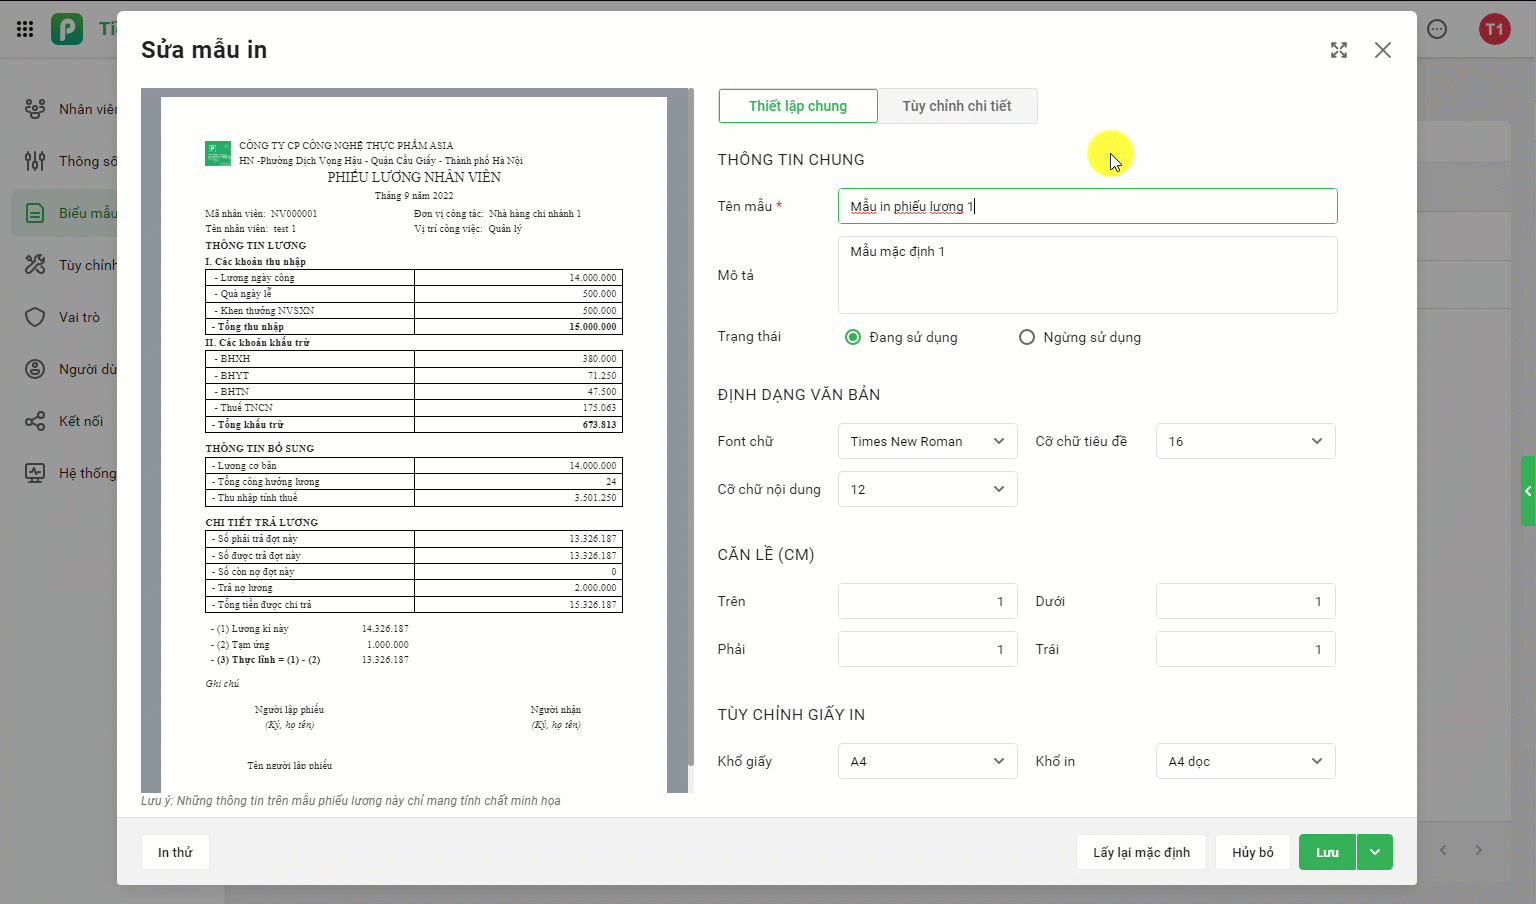 Sửa mẫu in
T1
Nhân viên
Thông số
Biểu mẫu
Tùy chỉnh
Vai trò
Người dù
Kết nối
Hệ thống
CÔNG TY CP CÔNG NGHỆ THỰC PHẨM ASIA
HN -Phường Dịch Vọng Hậu - Quận Cầu Giấy - Thành phố Hà Nội
PHIẾU LƯƠNG NHÂN VIÊN
Tháng 9 năm 2022
Mã nhân viên: NV000001 Đơn vị công tác: Nhà hàng chi nhánh 1
Tên nhân viên: test 1 Vị trí công việc: Quản lý
THÔNG TIN LƯƠNG
I. Các khoản thu nhập
- Lương ngày công 14.000.000
- Quà ngày lễ 500.000
- Khen thưởng NVSXN 500.000
- Tổng thu nhập 15.000.000
II. Các khoản khấu trừ
- BHXH 380.000
- BHYT 71.250
- BHTN 47.500
- Thuế TNCN 175.063
- Tổng khấu trừ 673.813
THÔNG TIN BỔ SUNG
- Lương cơ bản 14.000.000
- Tổng công hưởng lương 24
- Thu nhập tính thuế 3.501.250
CHI TIẾT TRẢ LƯƠNG
- Số phải trả đợt này 13.326.187
- Số được trả đợt này 13.326.187
- Số còn nợ đợt này 0
- Trả nợ lương 2.000.000
- Tổng tiền được chi trả 15.326.187
- (1) Lương kì này 14.326.187
- (2) Tạm ứng 1.000.000
- (3) Thực lĩnh = (1) - (2) 13.326.187
Ghi chú
Người lập phiếu Người nhận
(Ký, họ tên) (Ký, họ tên)
Tên người lập phiếu
Lưu ý: Những thông tin trên mẫu phiếu lương này chỉ mang tính chất minh họa
Thiết lập chung Tùy chỉnh chi tiết
THÔNG TIN CHUNG
Tên mẫu * Mẫu in phiếu lương 1
Mô tả Mẫu mặc định 1
Trạng thái Đang sử dụng Ngừng sử dụng
ĐỊNH DẠNG VĂN BẢN
Font chữ Times New Roman Cỡ chữ tiêu đề 16
Cỡ chữ nội dung 12
CĂN LỀ (CM)
Trên 1 Dưới 1
Phải 1 Trái 1
TÙY CHỈNH GIẤY IN
Khổ giấy A4 Khổ in A4 dọc
In thử Lấy lại mặc định Hủy bỏ Lưu